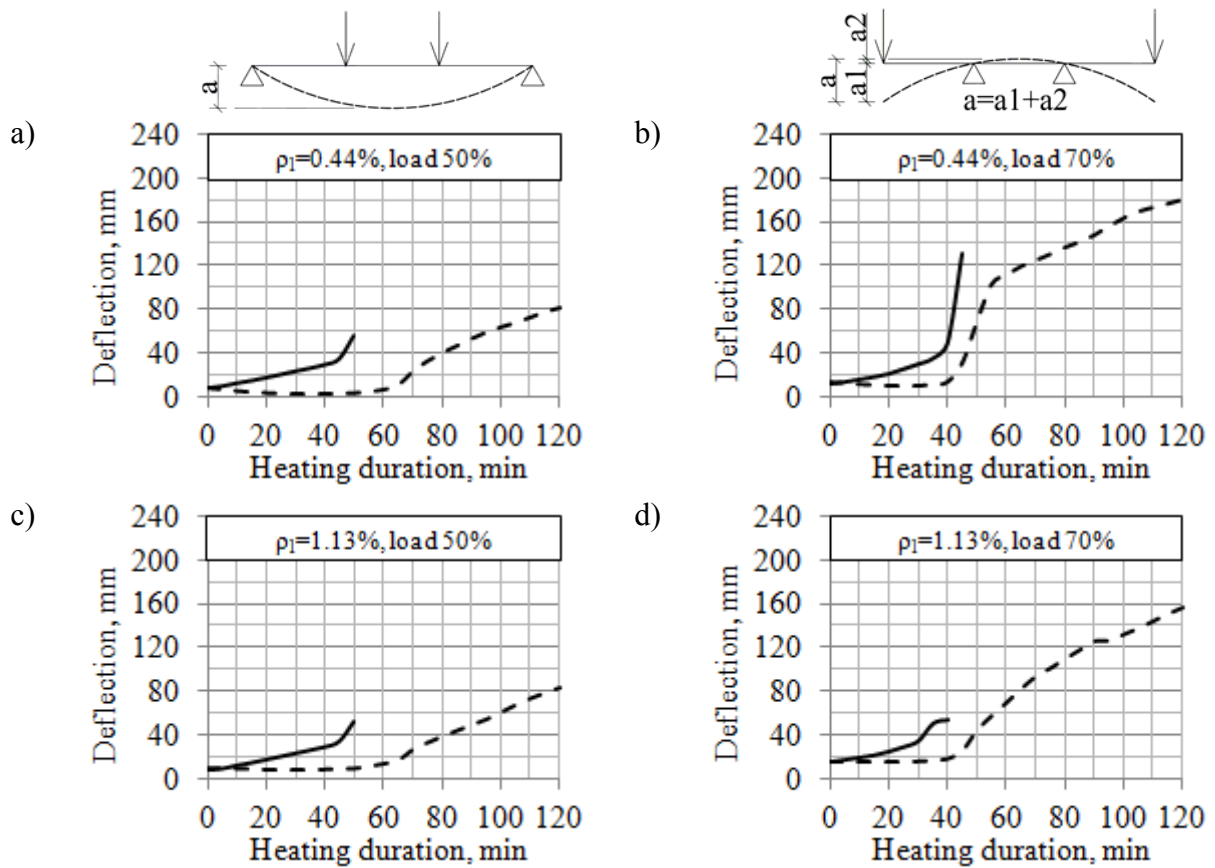 a
a a1 a2
a=a1+a2
a)
ρ1=0.44%, load 50%
Deflection, mm
240
200
160
120
80
40
0
0 20 40 60 80 100 120
Heating duration, min
b)
ρ1=0.44%, load 70%
Deflection, mm
240
200
160
120
80
40
0
0 20 40 60 80 100 120
Heating duration, min
c)
ρ1=1.13%, load 50%
Deflection, mm
240
200
160
120
80
40
0
0 20 40 60 80 100 120
Heating duration, min
d)
ρ1=1.13%, load 70%
Deflection, mm
240
200
160
120
80
40
0
0 20 40 60 80 100 120
Heating duration, min